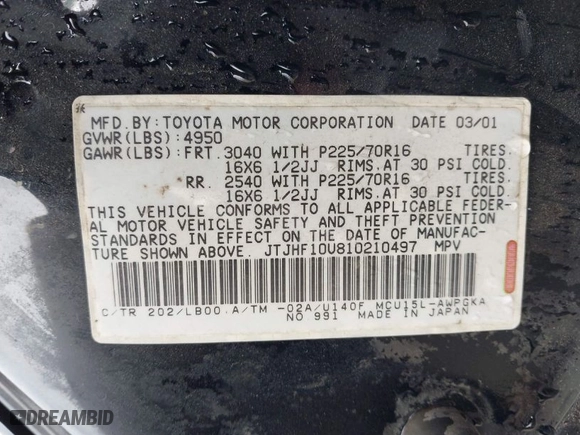 MFD.BY:TOYOTA MOTOR CORPORATION DATE 03/01
GVWR(LBS):4950
GAWR(LBS):FRT. 3040 WITH P225/70R16 TIRES.
16X6 1/2JJ RIMS.AT 30 PSI COLD.
RR. 2540 WITH P225/70R16 TIRES.
16X6 1/2JJ RIMS.AT 30 PSI COLD.
THIS VEHICLE CONFORMS TO ALL APPLICABLE FEDER-
AL MOTOR VEHICLE SAFETY AND THEFT PREVENTION
STANDARDS IN EFFECT ON THE DATE OF MANUFAC-
TURE SHOWN ABOVE. JTJHF10U810210497 MPV
C/TR 202/LB00 A/TM -02A/U140F MCU15L-AWPGKA
NO 991 MADE IN JAPAN
DREAMBID